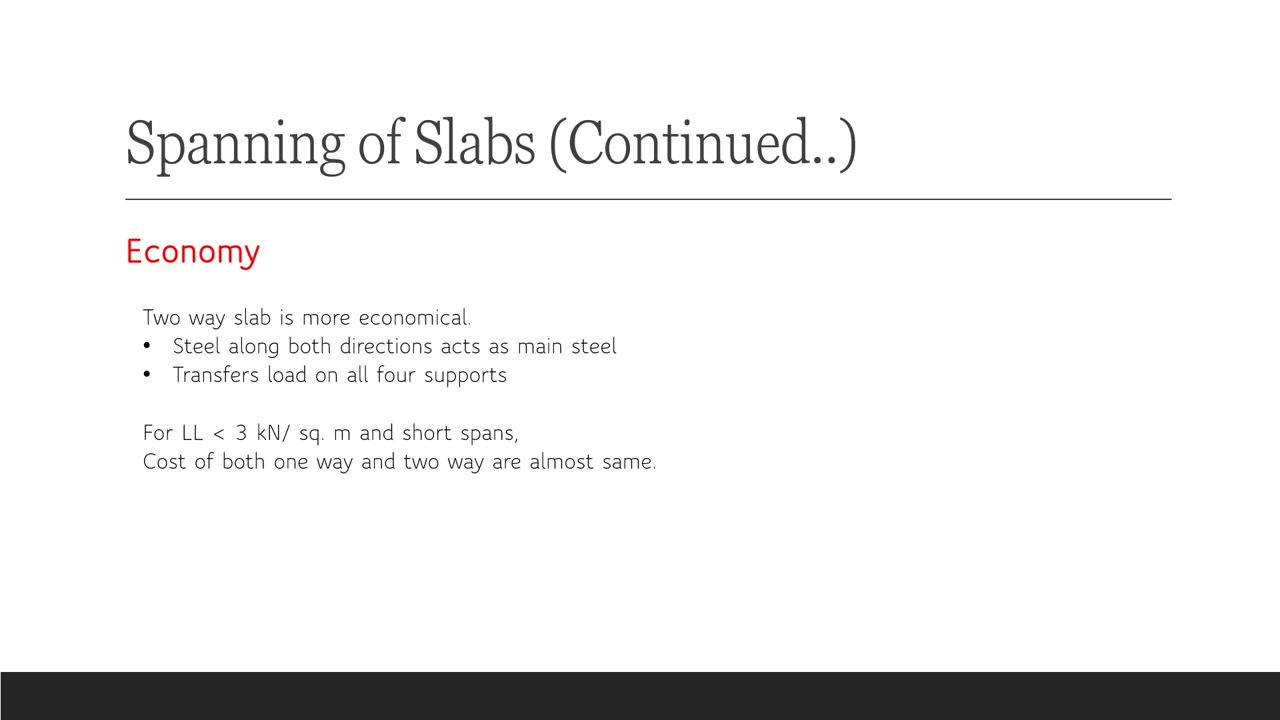 Spanning of Slabs (Continued..)
Economy
Two way slab is more economical.
• Steel along both directions acts as main steel
• Transfers load on all four supports
For LL < 3 kN/ sq. m and short spans,
Cost of both one way and two way are almost same.